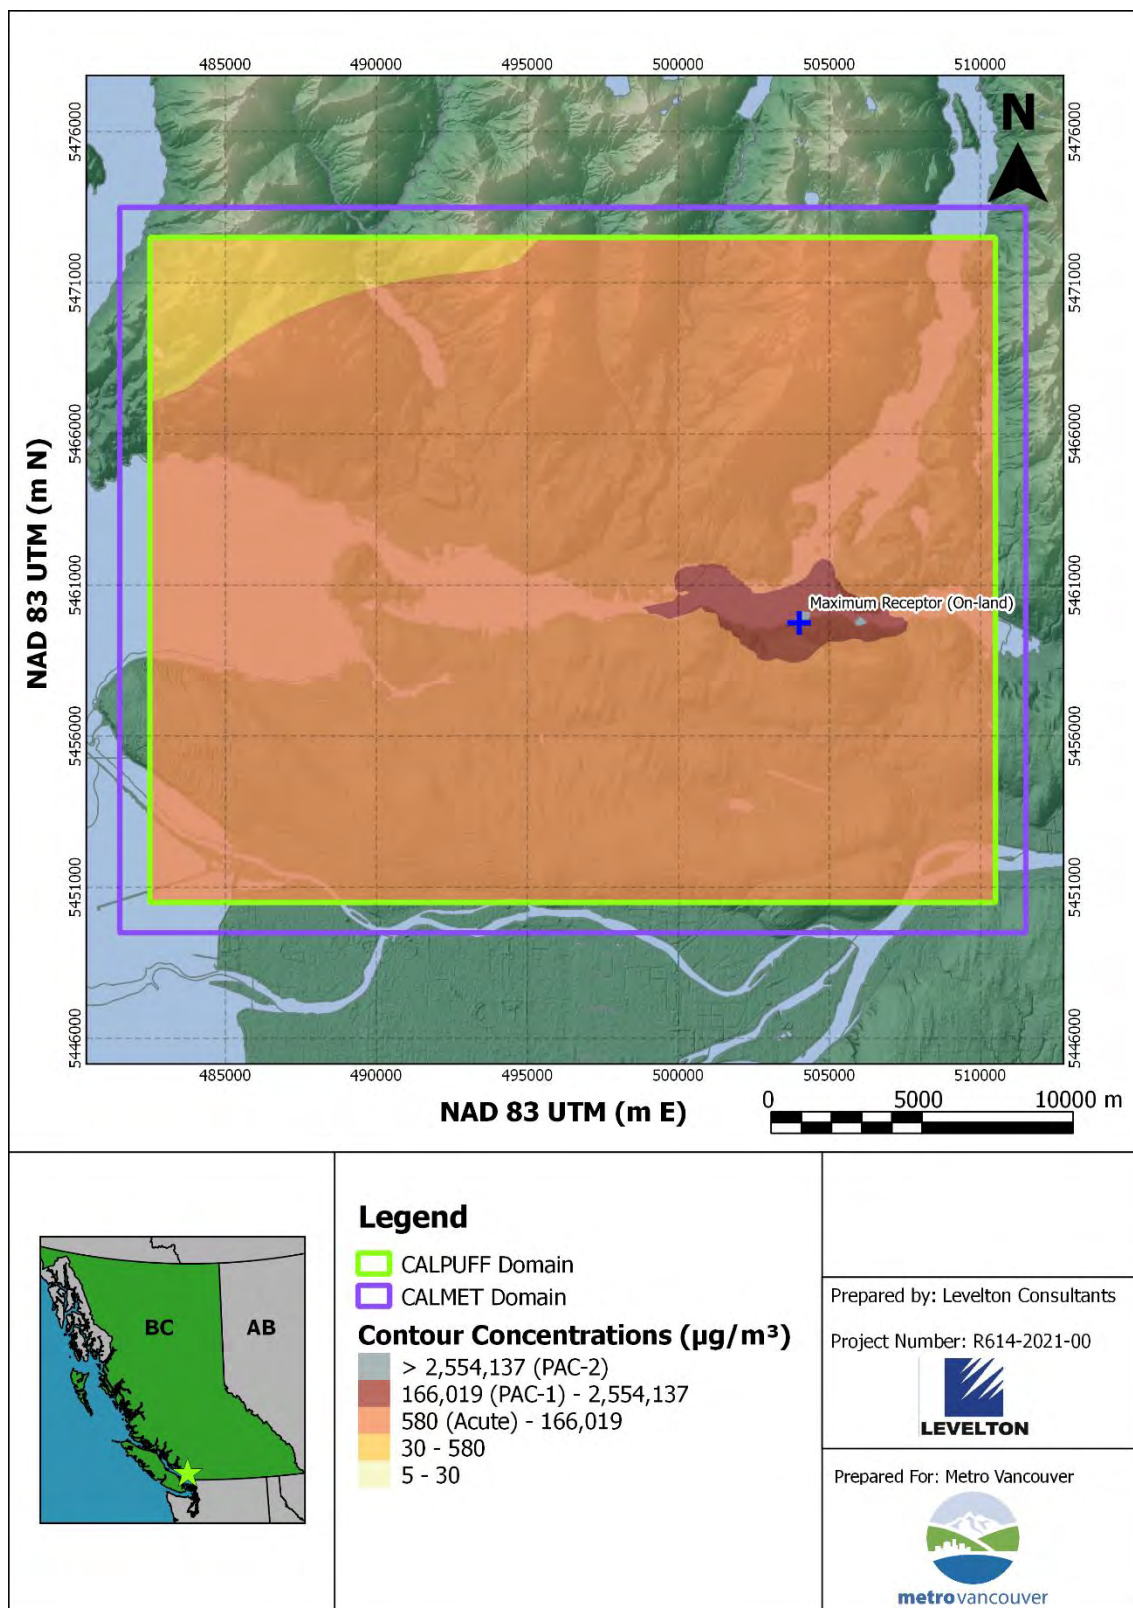 485000 490000 495000 500000 505000 510000
N
5476000 5476000
5471000 5471000
5466000 5466000
5461000 5461000
Maximum Receptor (On-land)
NAD 83 UTM (m N)
5456000 5456000
5451000 5451000
5446000 5446000
485000 490000 495000 500000 505000 510000
NAD 83 UTM (m E)
0 5000 10000 m
BC AB
Legend
CALPUFF Domain
CALMET Domain
Contour Concentrations (µg/m³)
> 2,554,137 (PAC-2)
166,019 (PAC-1) - 2,554,137
580 (Acute) - 166,019
30 - 580
5 - 30
Prepared by: Levelton Consultants
Project Number: R614-2021-00
LEVELTON
Prepared For: Metro Vancouver
metrovancouver